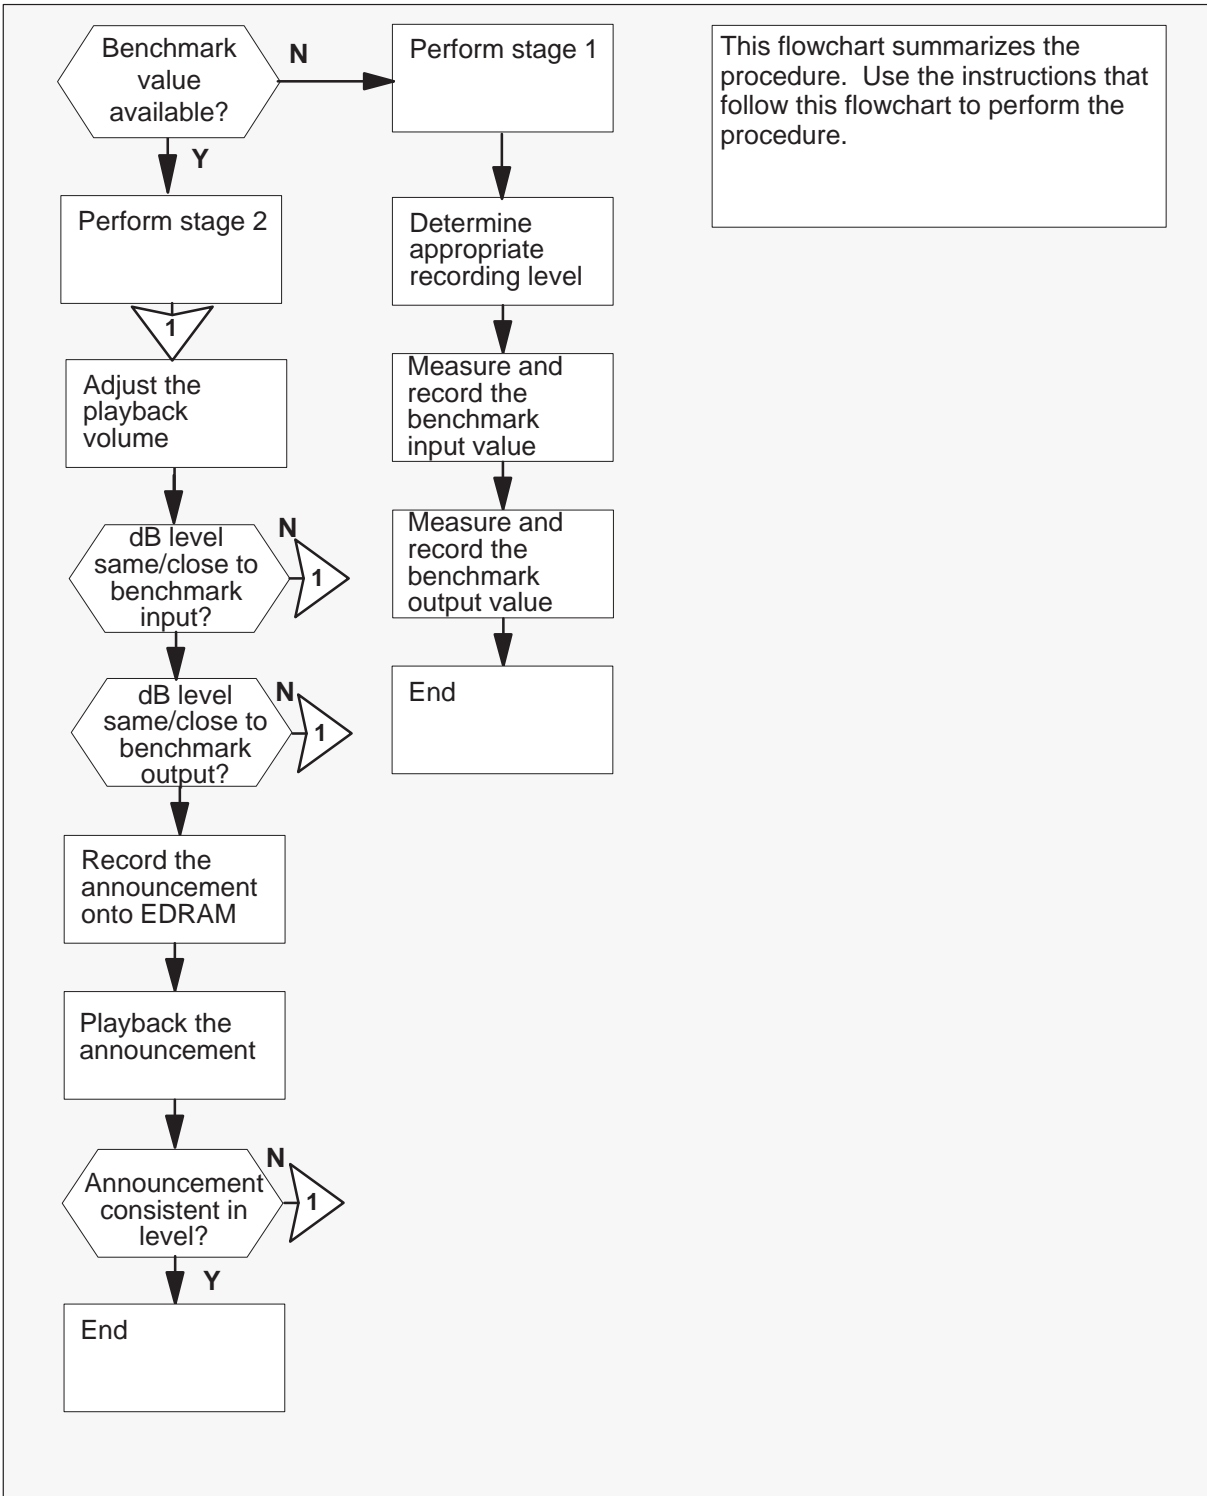 Benchmark
value
available?
N
Y
Perform stage 1
This flowchart summarizes the
procedure.  Use the instructions that
follow this flowchart to perform the
procedure.
Perform stage 2
1
Determine
appropriate
recording level
Adjust the
playback
volume
Measure and
record the
benchmark
input value
dB level
same/close to
benchmark
input?
N
1
Measure and
record the
benchmark
output value
dB level
same/close to
benchmark
output?
N
1
End
Record the
announcement
onto EDRAM
Playback the
announcement
Announcement
consistent in
level?
N
1
Y
End